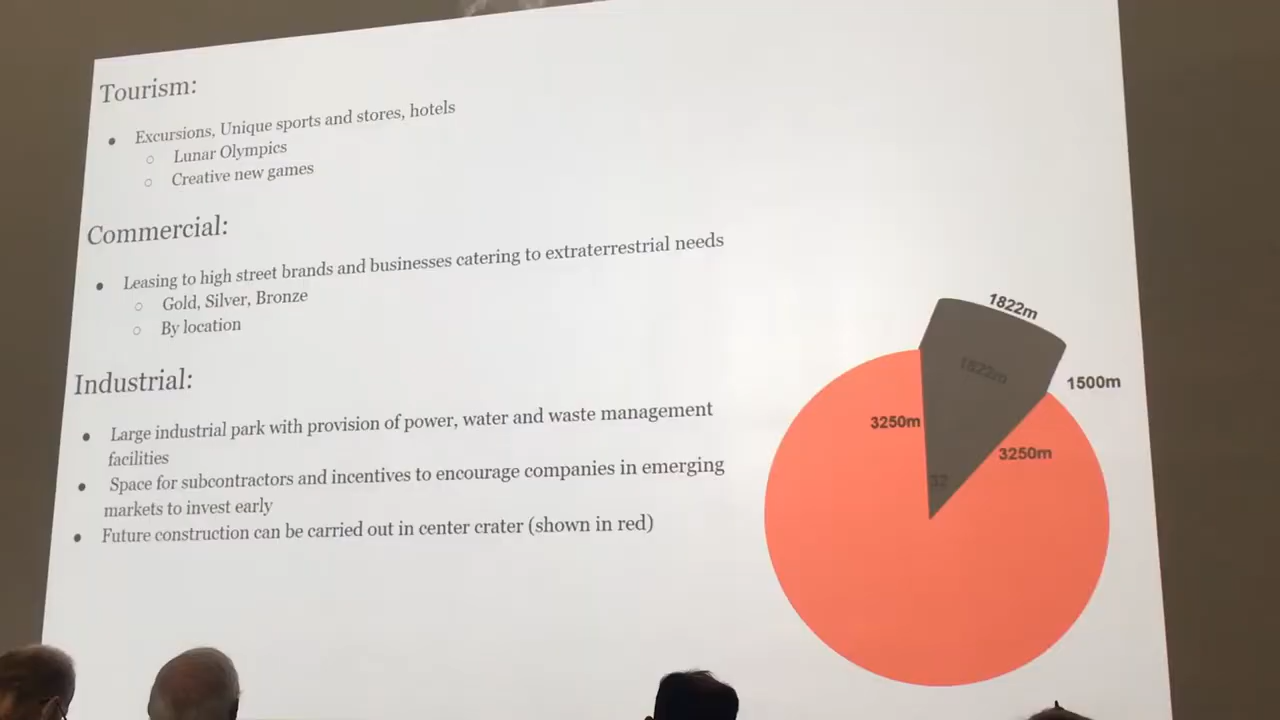 Tourism:
● Excursions, Unique sports and stores, hotels
○ Lunar Olympics
○ Creative new games
Commercial:
● Leasing to high street brands and businesses catering to extraterrestrial needs
○ Gold, Silver, Bronze
○ By location
Industrial:
● Large industrial park with provision of power, water and waste management
facilities
● Space for subcontractors and incentives to encourage companies in emerging
markets to invest early
● Future construction can be carried out in center crater (shown in red)
1822m
1822m
1500m
3250m
3250m
32